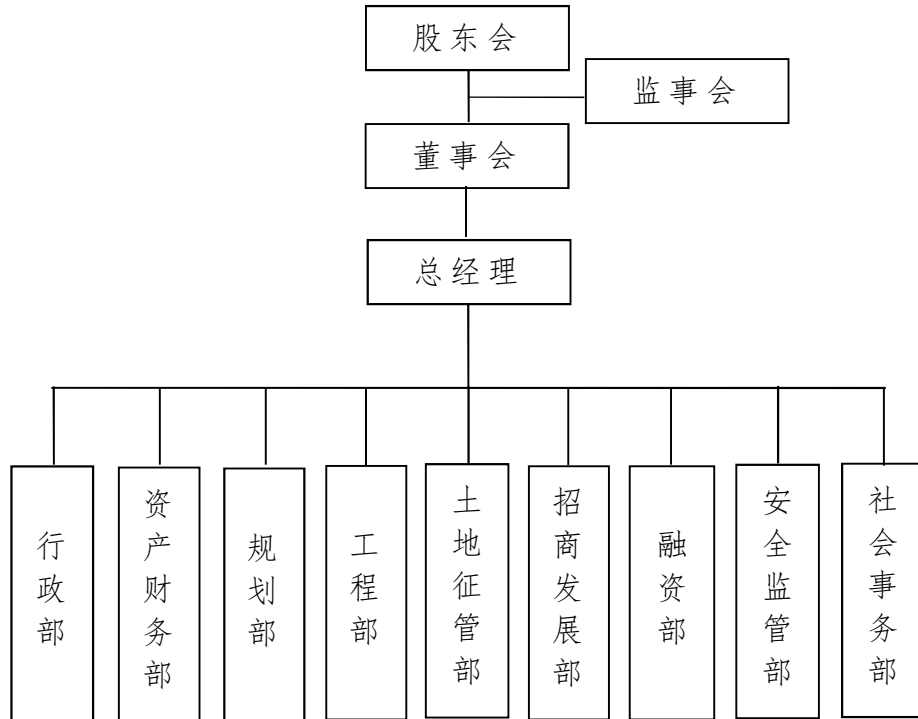 股东会
监事会
董事会
总经理
行政部
资产财务部
规划部
工程部
土地征管部
招商发展部
融资部
安全监管部
社会事务部